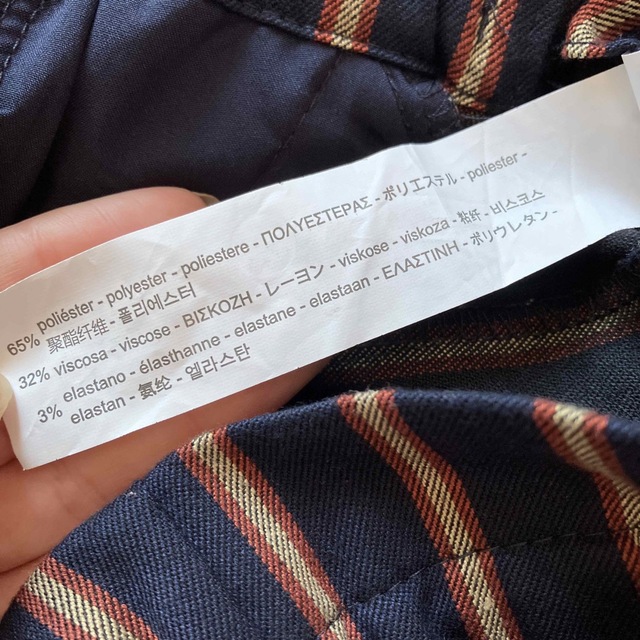 65% poliéster - polyester - poliestere - ΠΟΛΥΕΣΤΕΡΑΣ - ポリエステル - poliester -
聚酯纤维 - 폴리에스터
32% viscosa - viscose - ΒΙΣΚΟΖΗ - レーヨン - viskose - viskoza - 粘纤 - 비스코스
3% elastano - élasthanne - elastane - elastaan - ΕΛΑΣΤΙΝΗ - ポリウレタン -
elastan - 氨纶 - 엘라스탄